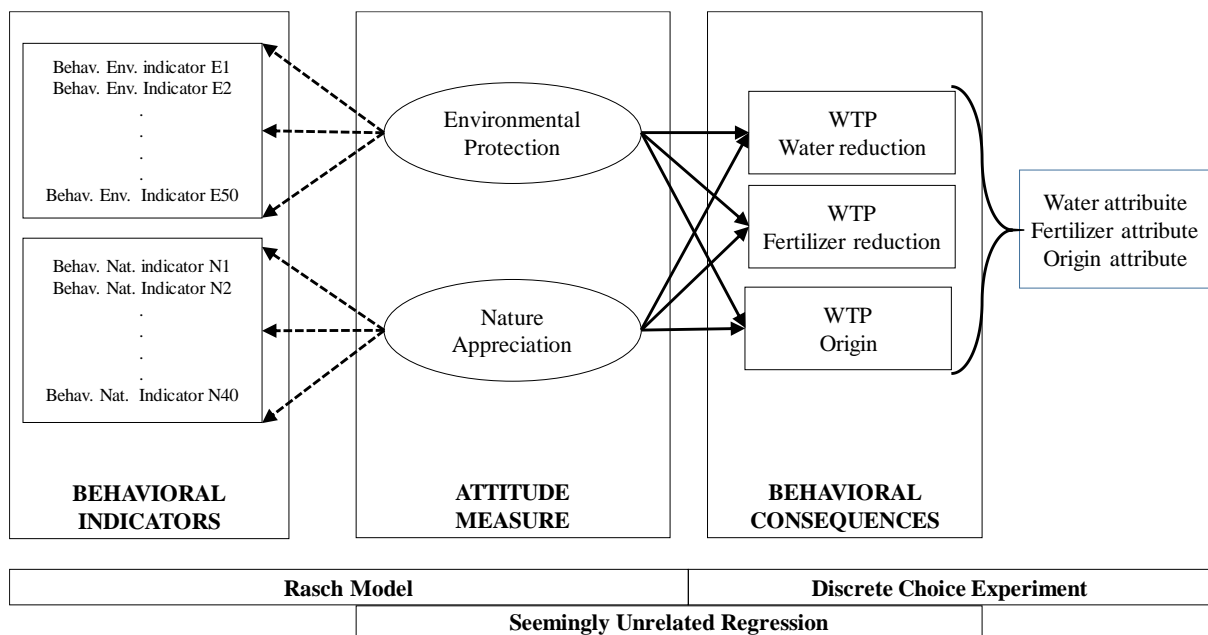 Behav. Env. indicator E1
Behav. Env. Indicator E2
.
.
.
.
Behav. Env. Indicator E50
Behav. Nat. indicator N1
Behav. Nat. Indicator N2
.
.
.
.
Behav. Nat. Indicator N40
BEHAVIORAL
INDICATORS
Environmental
Protection
Nature
Appreciation
ATTITUDE
MEASURE
WTP
Water reduction
WTP
Fertilizer reduction
WTP
Origin
BEHAVIORAL
CONSEQUENCES
Water attribuite
Fertilizer attribute
Origin attribute
Rasch Model
Discrete Choice Experiment
Seemingly Unrelated Regression